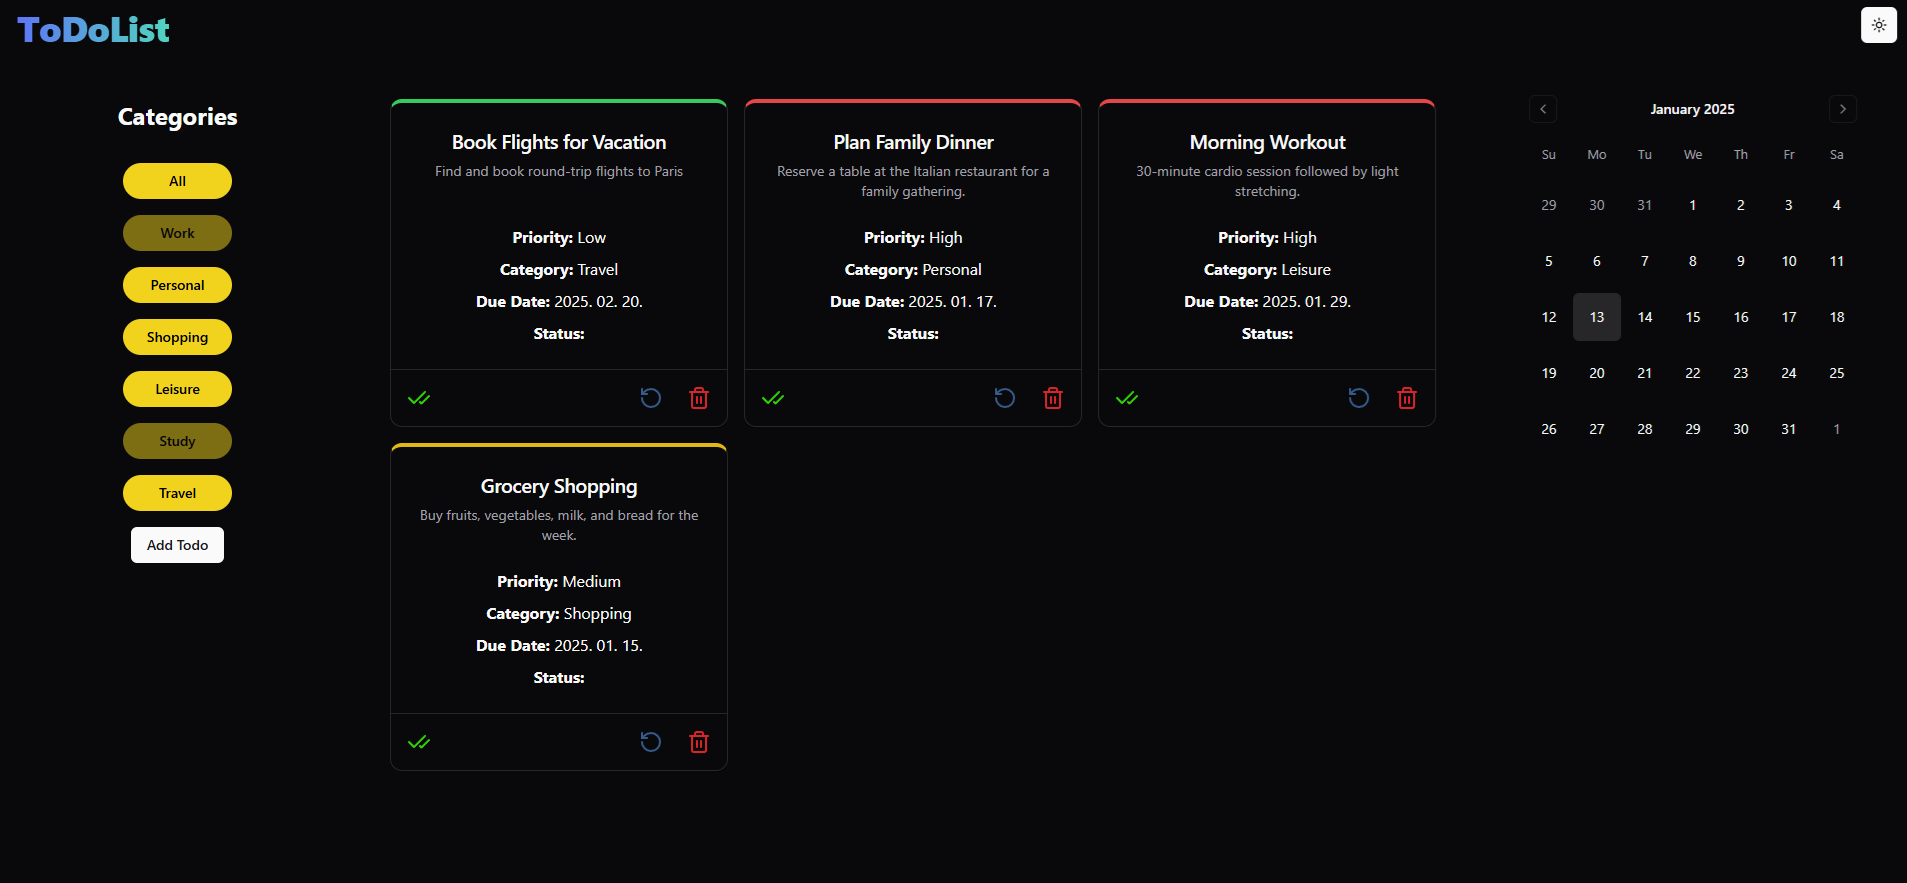 ToDoList
Categories
All
Work
Personal
Shopping
Leisure
Study
Travel
Add Todo
Book Flights for Vacation
Find and book round-trip flights to Paris
Priority: Low
Category: Travel
Due Date: 2025. 02. 20.
Status:
Plan Family Dinner
Reserve a table at the Italian restaurant for a
family gathering.
Priority: High
Category: Personal
Due Date: 2025. 01. 17.
Status:
Morning Workout
30-minute cardio session followed by light
stretching.
Priority: High
Category: Leisure
Due Date: 2025. 01. 29.
Status:
Grocery Shopping
Buy fruits, vegetables, milk, and bread for the
week.
Priority: Medium
Category: Shopping
Due Date: 2025. 01. 15.
Status:
January 2025
Su Mo Tu We Th Fr Sa
29 30 31 1 2 3 4
5 6 7 8 9 10 11
12 13 14 15 16 17 18
19 20 21 22 23 24 25
26 27 28 29 30 31 1